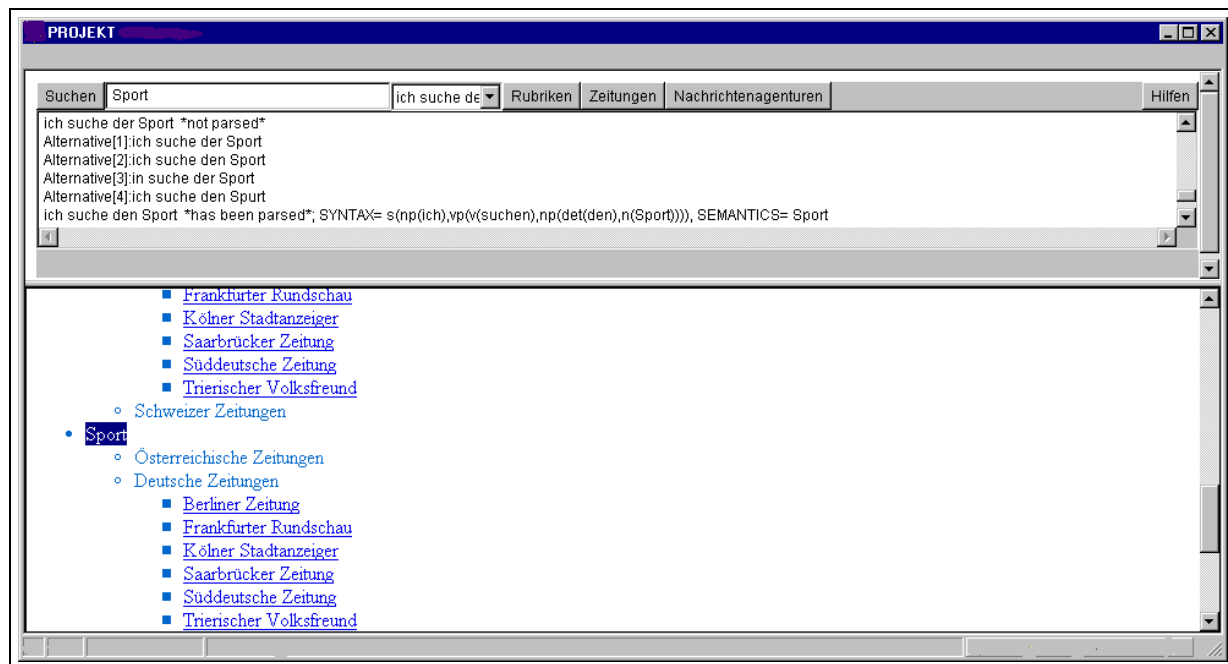 PROJEKT
Suchen Sport ich suche de Rubriken Zeitungen Nachrichtenagenturen Hilfen
ich suche der Sport *not parsed*
Alternative[1]:ich suche der Sport
Alternative[2]:ich suche den Sport
Alternative[3]:in suche der Sport
Alternative[4]:ich suche den Spurt
ich suche den Sport *has been parsed*; SYNTAX= s(np(ich),vp(v(suchen),np(det(den),n(Sport)))), SEMANTICS= Sport
Frankfurter Rundschau
Kölner Stadtanzeiger
Saarbrücker Zeitung
Süddeutsche Zeitung
Trierischer Volksfreund
Schweizer Zeitungen
Sport
Österreichische Zeitungen
Deutsche Zeitungen
Berliner Zeitung
Frankfurter Rundschau
Kölner Stadtanzeiger
Saarbrücker Zeitung
Süddeutsche Zeitung
Trierischer Volksfreund